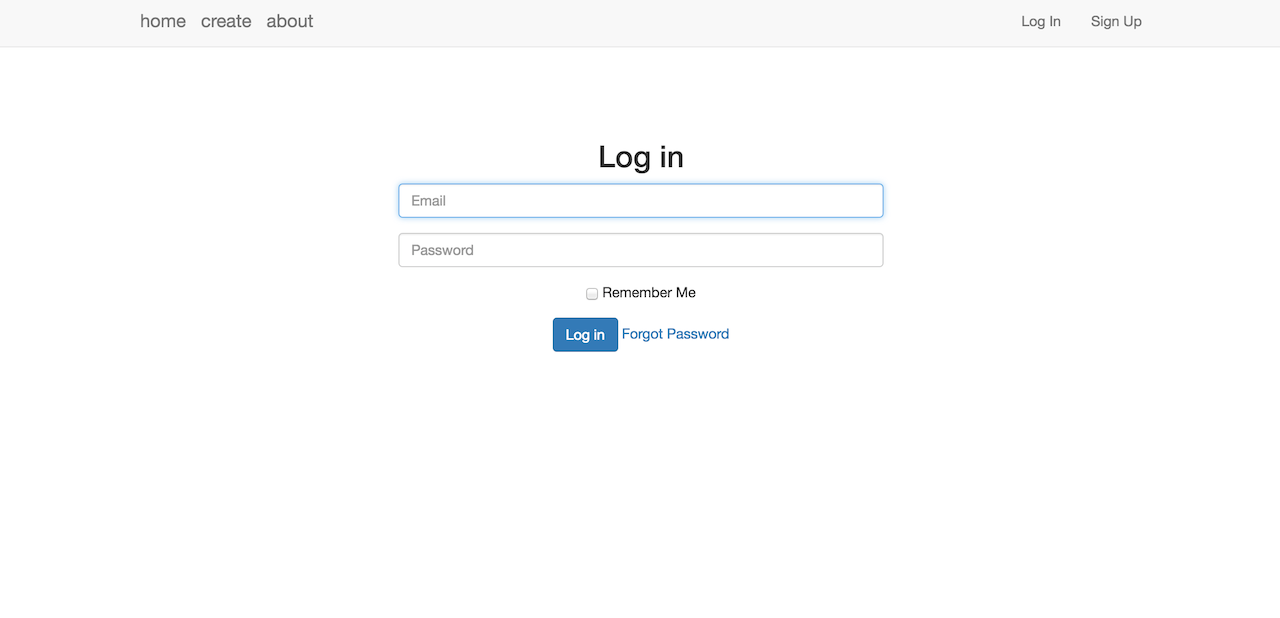 home create about Log In Sign Up
Log in
Email
Password
Remember Me
Log in Forgot Password